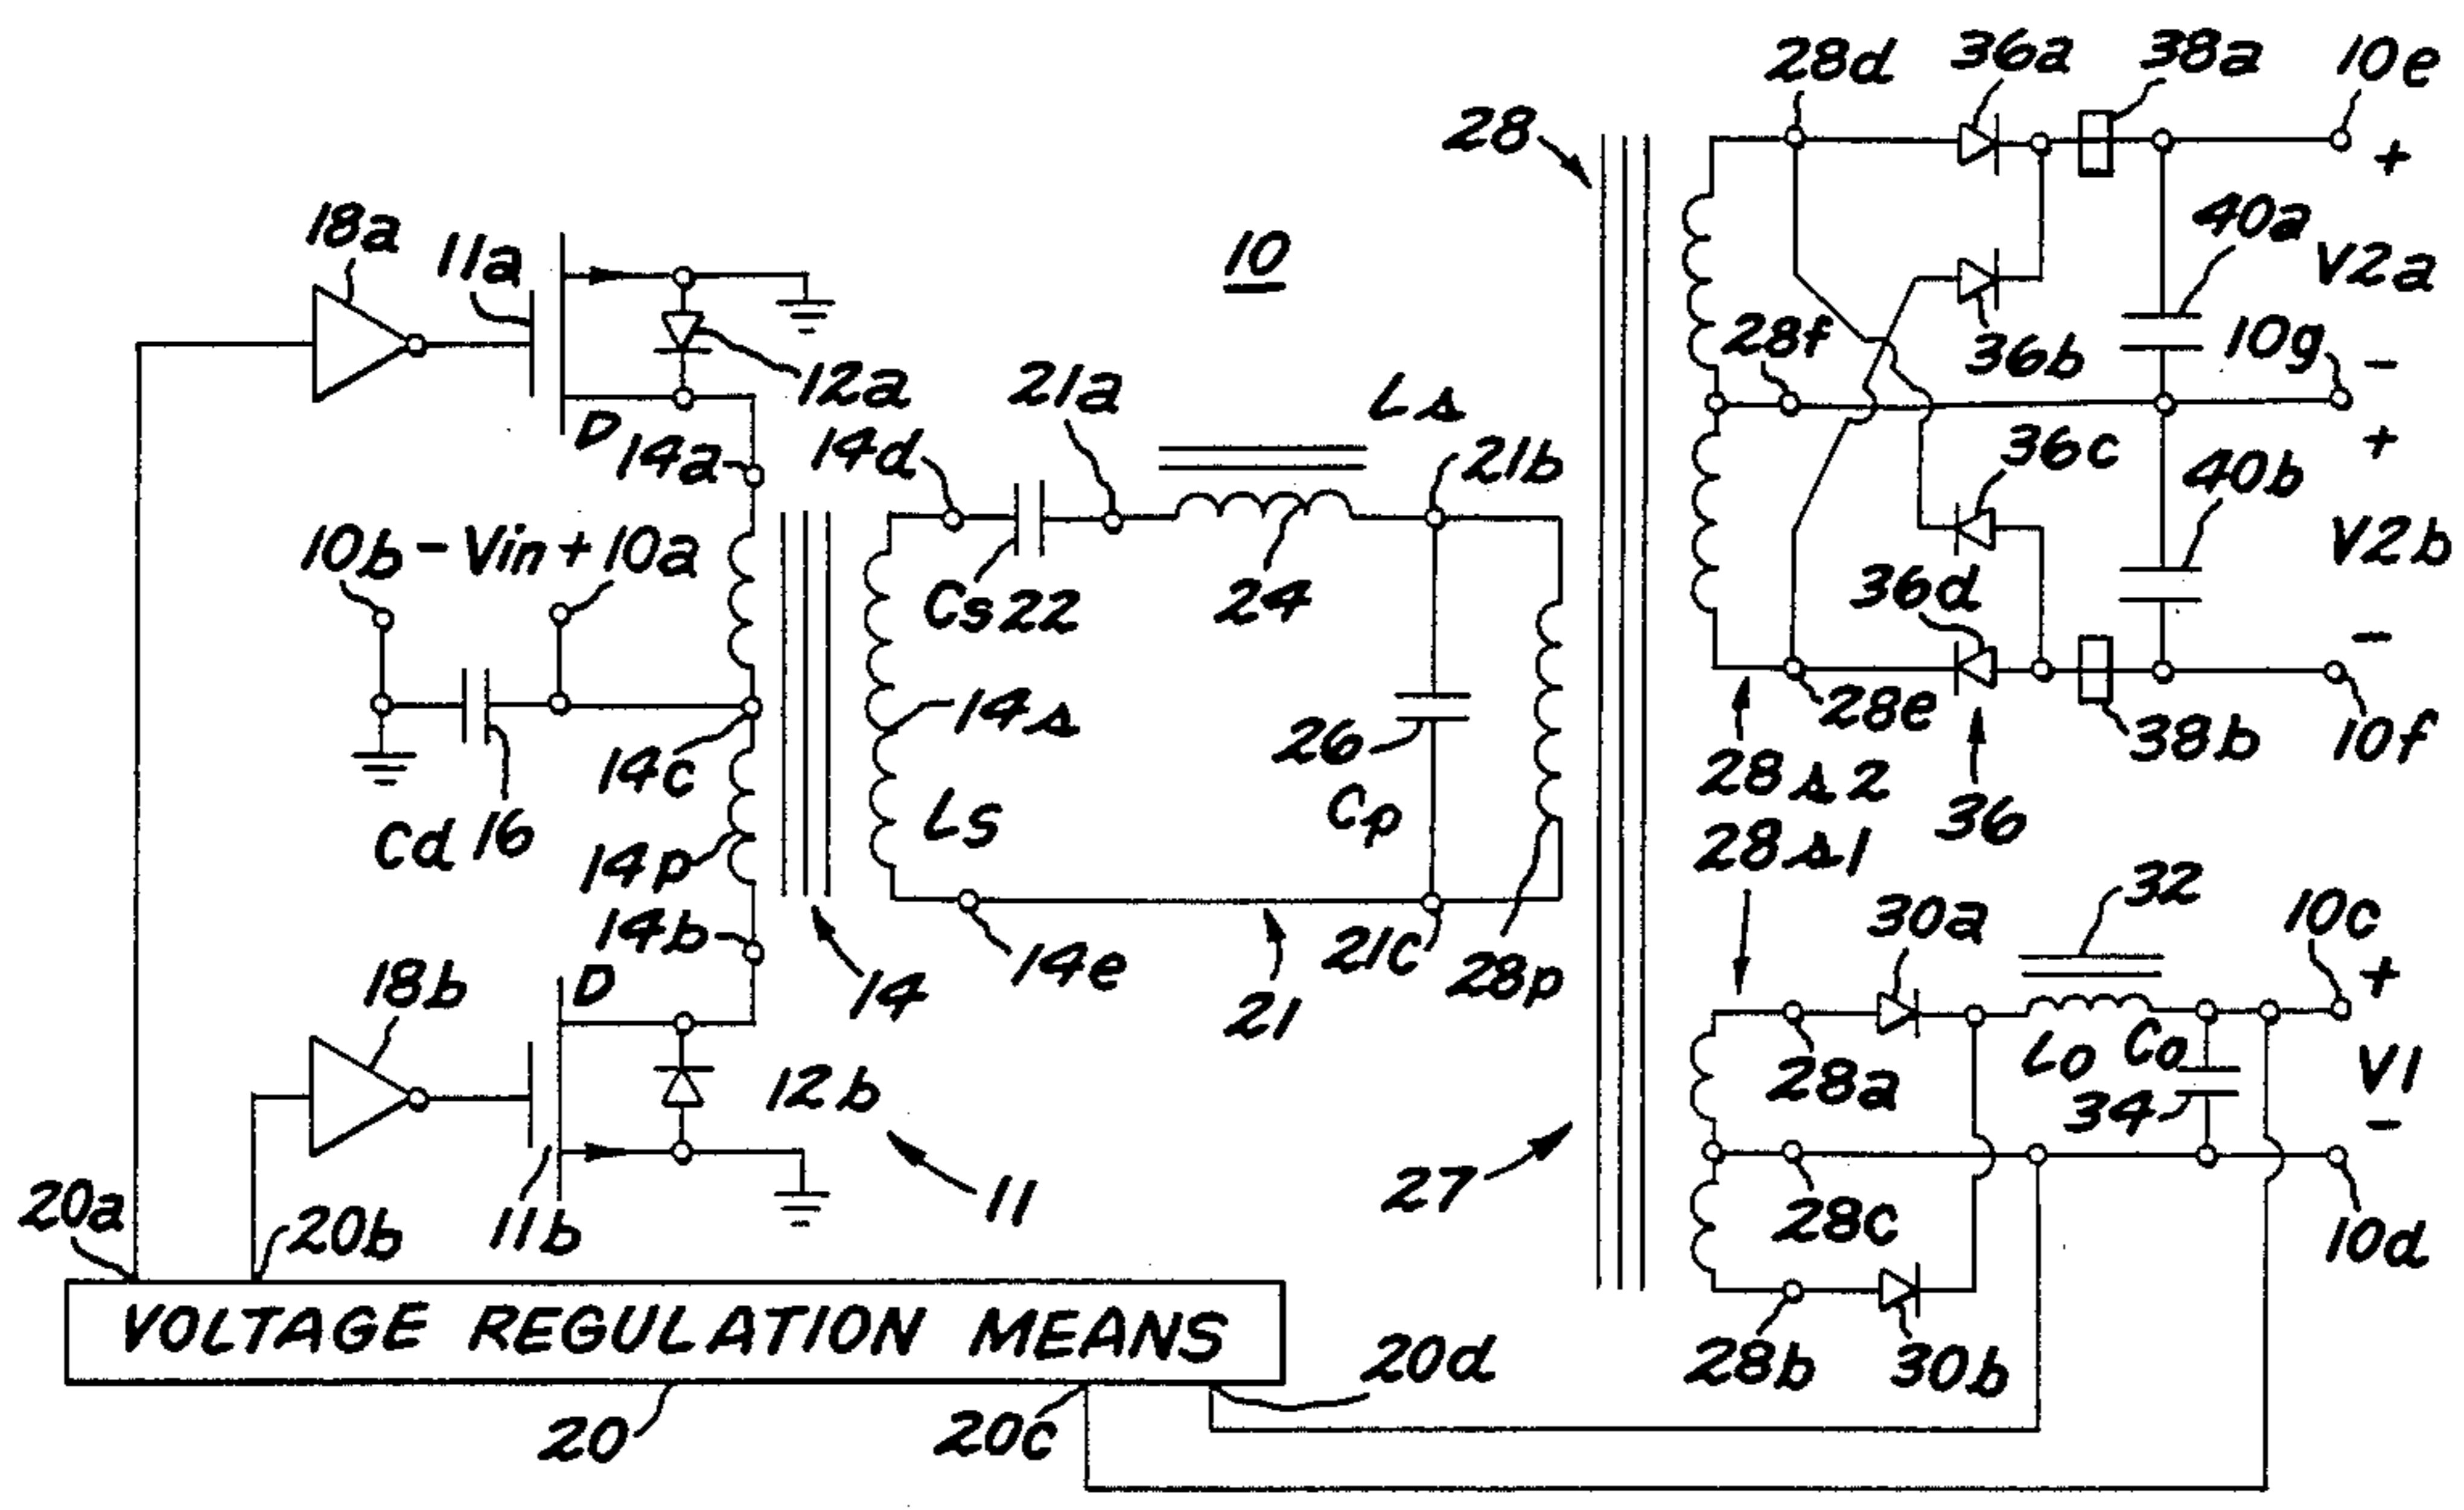 28d 36a 38a 10e
28
+
18a 11a 10 40a V2a
28f 36b 10g -
12a 21a Ls
D 14a 14d 21b 36c +
40b
10b - Vin + 10a Cs 22 24 36d V2b
14s 26 28e -
14c 38b 10f
Cd 16 Ls Cp 28s2 36
14p 28s1
32
14b 30a 10c
18b D 14 14e 21 21c 28p +
12b 28a Lo Co V1
34 -
11 27
20a 20b 11b 28c 10d
VOLTAGE REGULATION MEANS
20d 28b 30b
20 20c